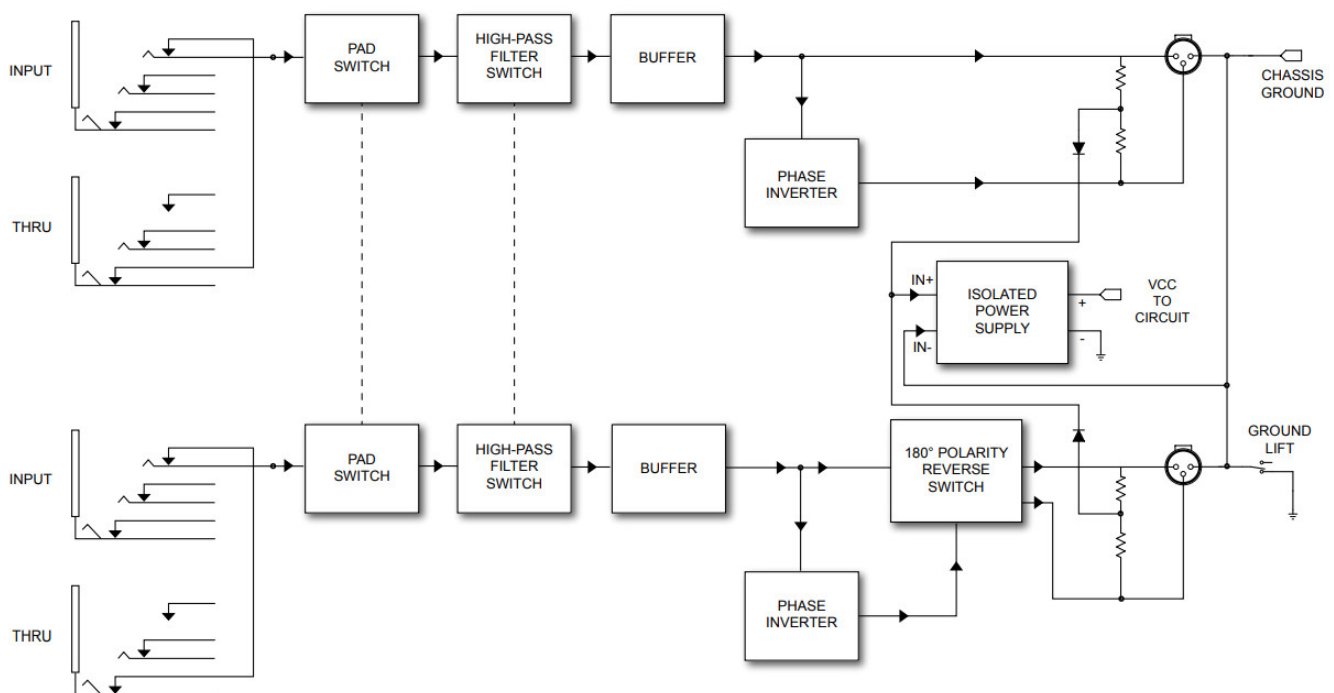 INPUT
THRU
PAD
SWITCH
HIGH-PASS
FILTER
SWITCH
BUFFER
PHASE
INVERTER
CHASSIS
GROUND
IN+
IN-
ISOLATED
POWER
SUPPLY
+
-
VCC
TO
CIRCUIT
INPUT
THRU
PAD
SWITCH
HIGH-PASS
FILTER
SWITCH
BUFFER
PHASE
INVERTER
180° POLARITY
REVERSE
SWITCH
GROUND
LIFT